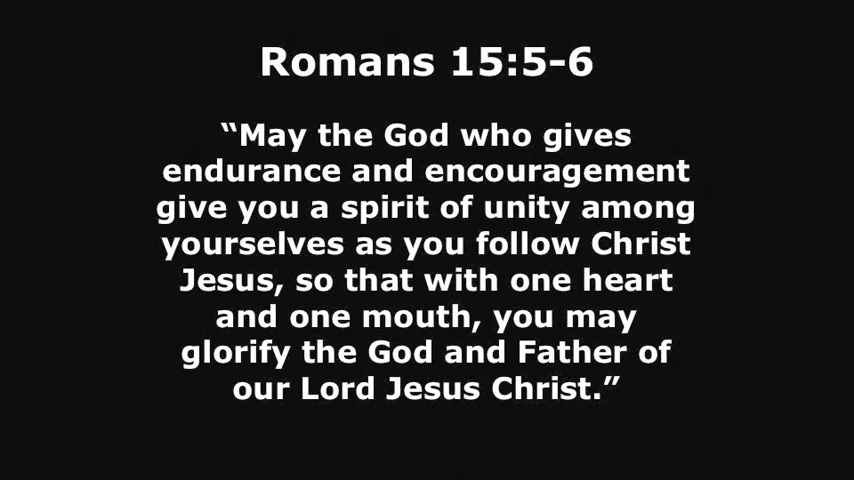 Romans 15:5-6
“May the God who gives
endurance and encouragement
give you a spirit of unity among
yourselves as you follow Christ
Jesus, so that with one heart
and one mouth, you may
glorify the God and Father of
our Lord Jesus Christ.”